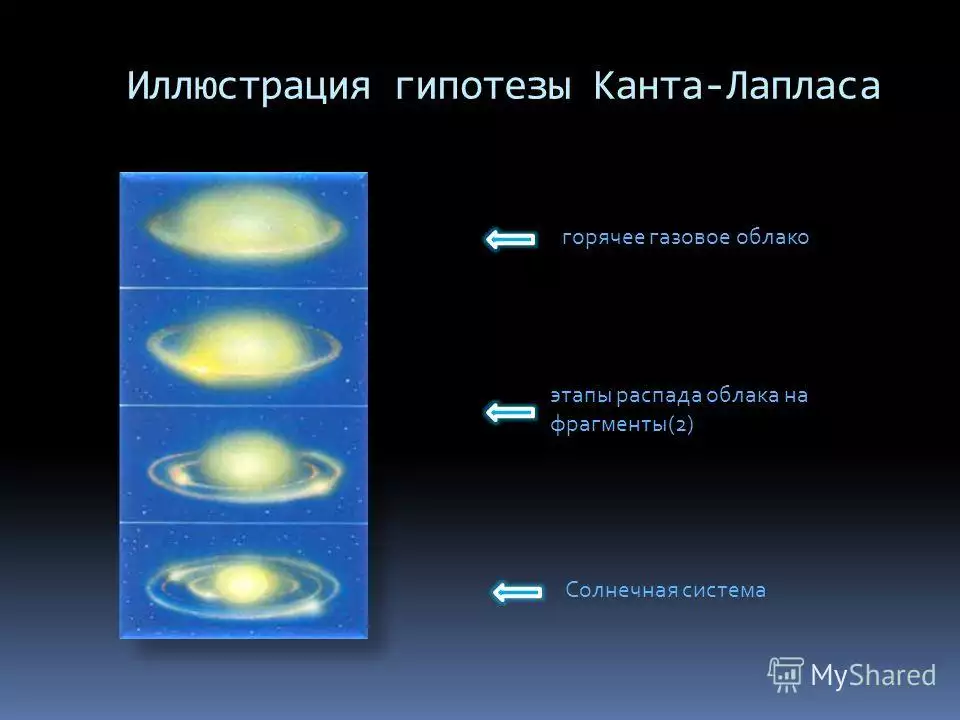 Иллюстрация гипотезы Канта-Лапласа
горячее газовое облако
этапы распада облака на
фрагменты(2)
Солнечная система
MyShared